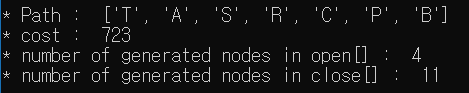 * Path :  ['T', 'A', 'S', 'R', 'C', 'P', 'B']
* cost :  723
* number of generated nodes in open[] :  4
* number of generated nodes in close[] :  11